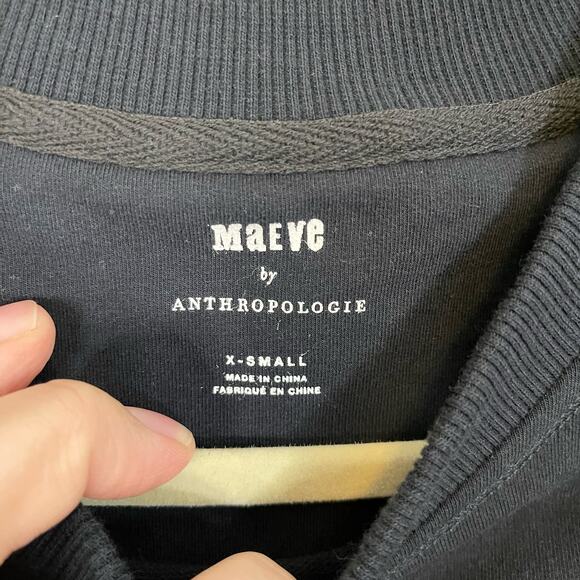 MaEVe
by
ANTHROPOLOGIE
X-SMALL
MADE IN CHINA
FABRIQUÉ EN CHINE